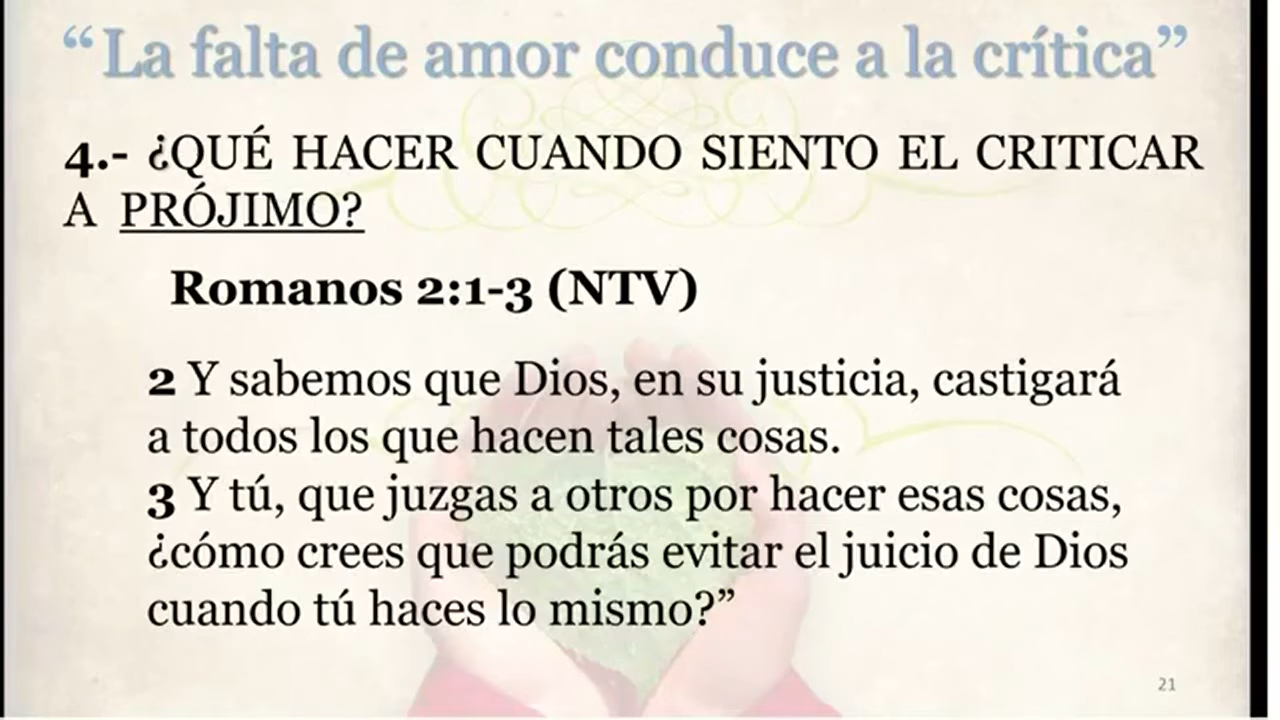 “La falta de amor conduce a la crítica”
4.- ¿QUÉ HACER CUANDO SIENTO EL CRITICAR
A PRÓJIMO?
Romanos 2:1-3 (NTV)
2 Y sabemos que Dios, en su justicia, castigará
a todos los que hacen tales cosas.
3 Y tú, que juzgas a otros por hacer esas cosas,
¿cómo crees que podrás evitar el juicio de Dios
cuando tú haces lo mismo?”
21